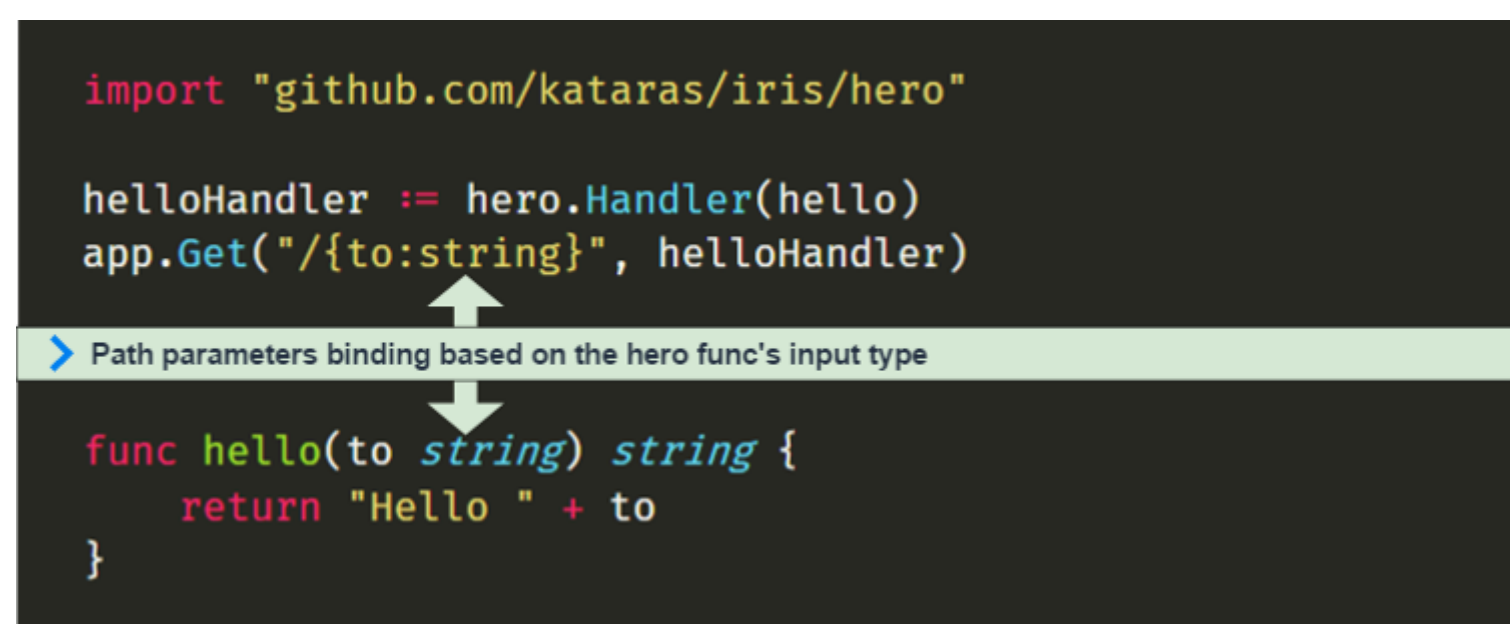 import "github.com/kataras/iris/hero"
helloHandler := hero.Handler(hello)
app.Get("/{to:string}", helloHandler)
Path parameters binding based on the hero func's input type
func hello(to string) string {
    return "Hello " + to
}